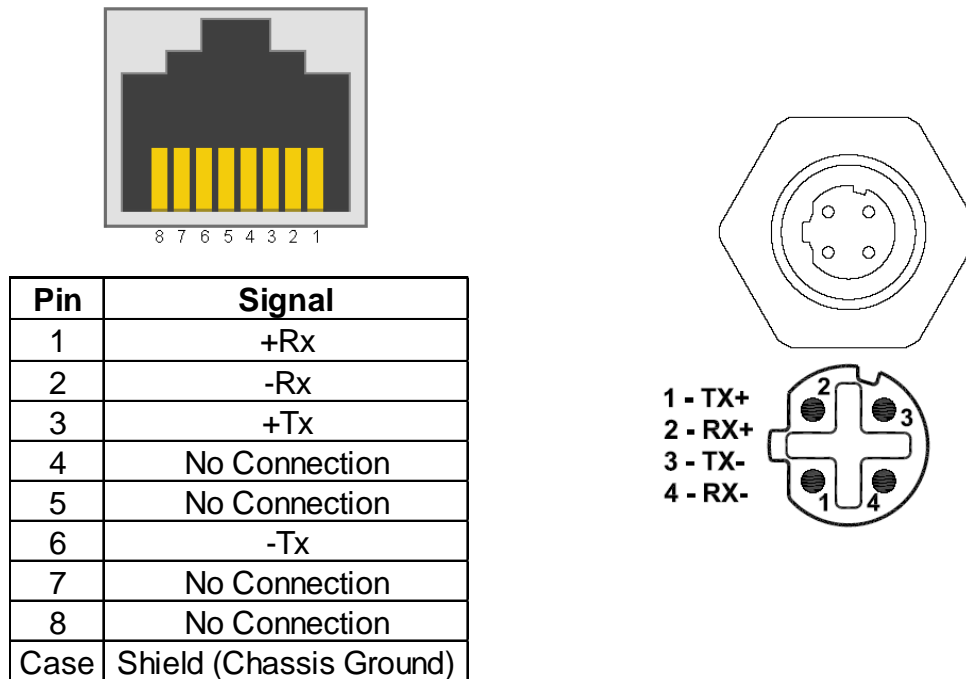 8 7 6 5 4 3 2 1
Pin Signal
1 +Rx
2 -Rx
3 +Tx
4 No Connection
5 No Connection
6 -Tx
7 No Connection
8 No Connection
Case Shield (Chassis Ground)
1 - TX+
2 - RX+
3 - TX-
4 - RX-
2
3
1
4